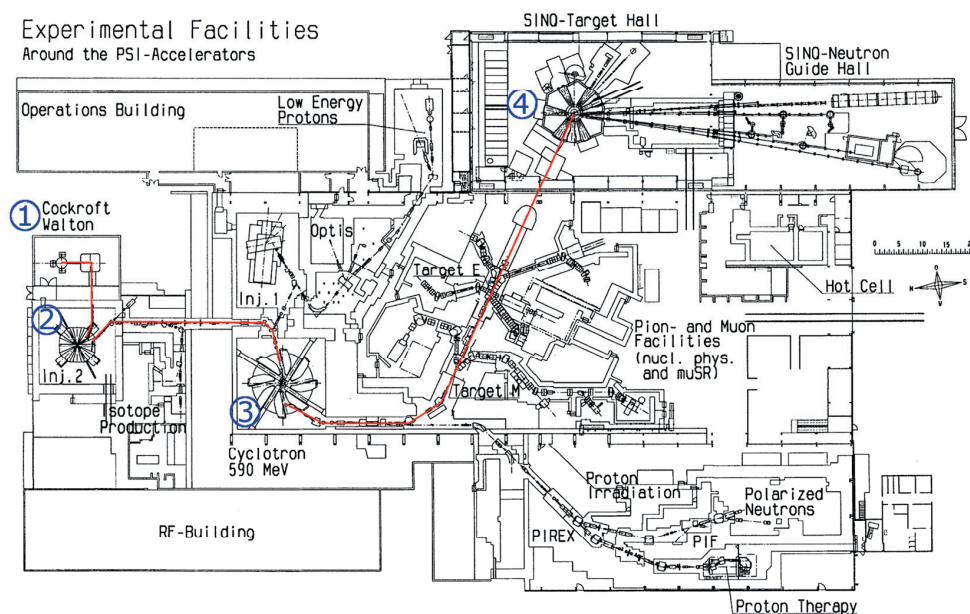 Experimental Facilities
Around the PSI-Accelerators
SINQ-Target Hall
SINQ-Neutron
Guide Hall
Operations Building
Low Energy
Protons
④
① Cockroft
Walton
Optis
Target E
0 5 10 15 20
Hot Cell
N
S
Inj.1
②
Inj.2
Pion- and Muon
Facilities
(nucl. phys.
and muSR)
Target M
Isotope
Production
③
Cyclotron
590 MeV
Proton
Irradiation
Polarized
Neutrons
RF-Building
PIREX
PIF
Proton Therapy